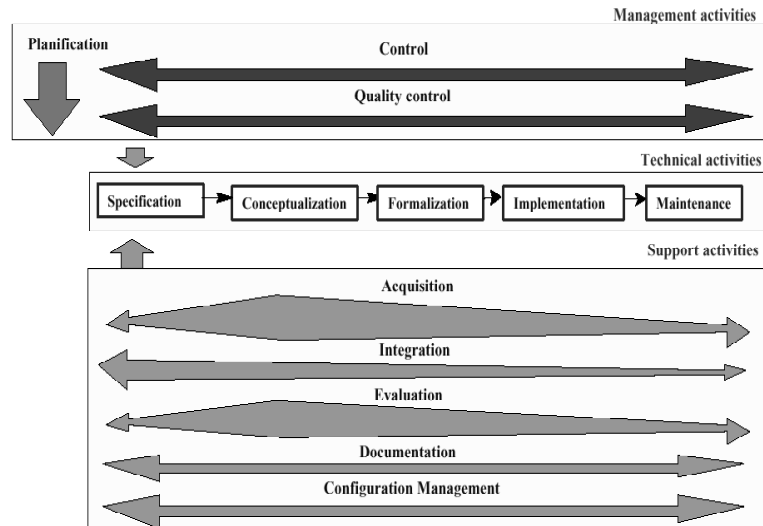 Management activities
Planification
Control
Quality control
Technical activities
Specification
Conceptualization
Formalization
Implementation
Maintenance
Support activities
Acquisition
Integration
Evaluation
Documentation
Configuration Management